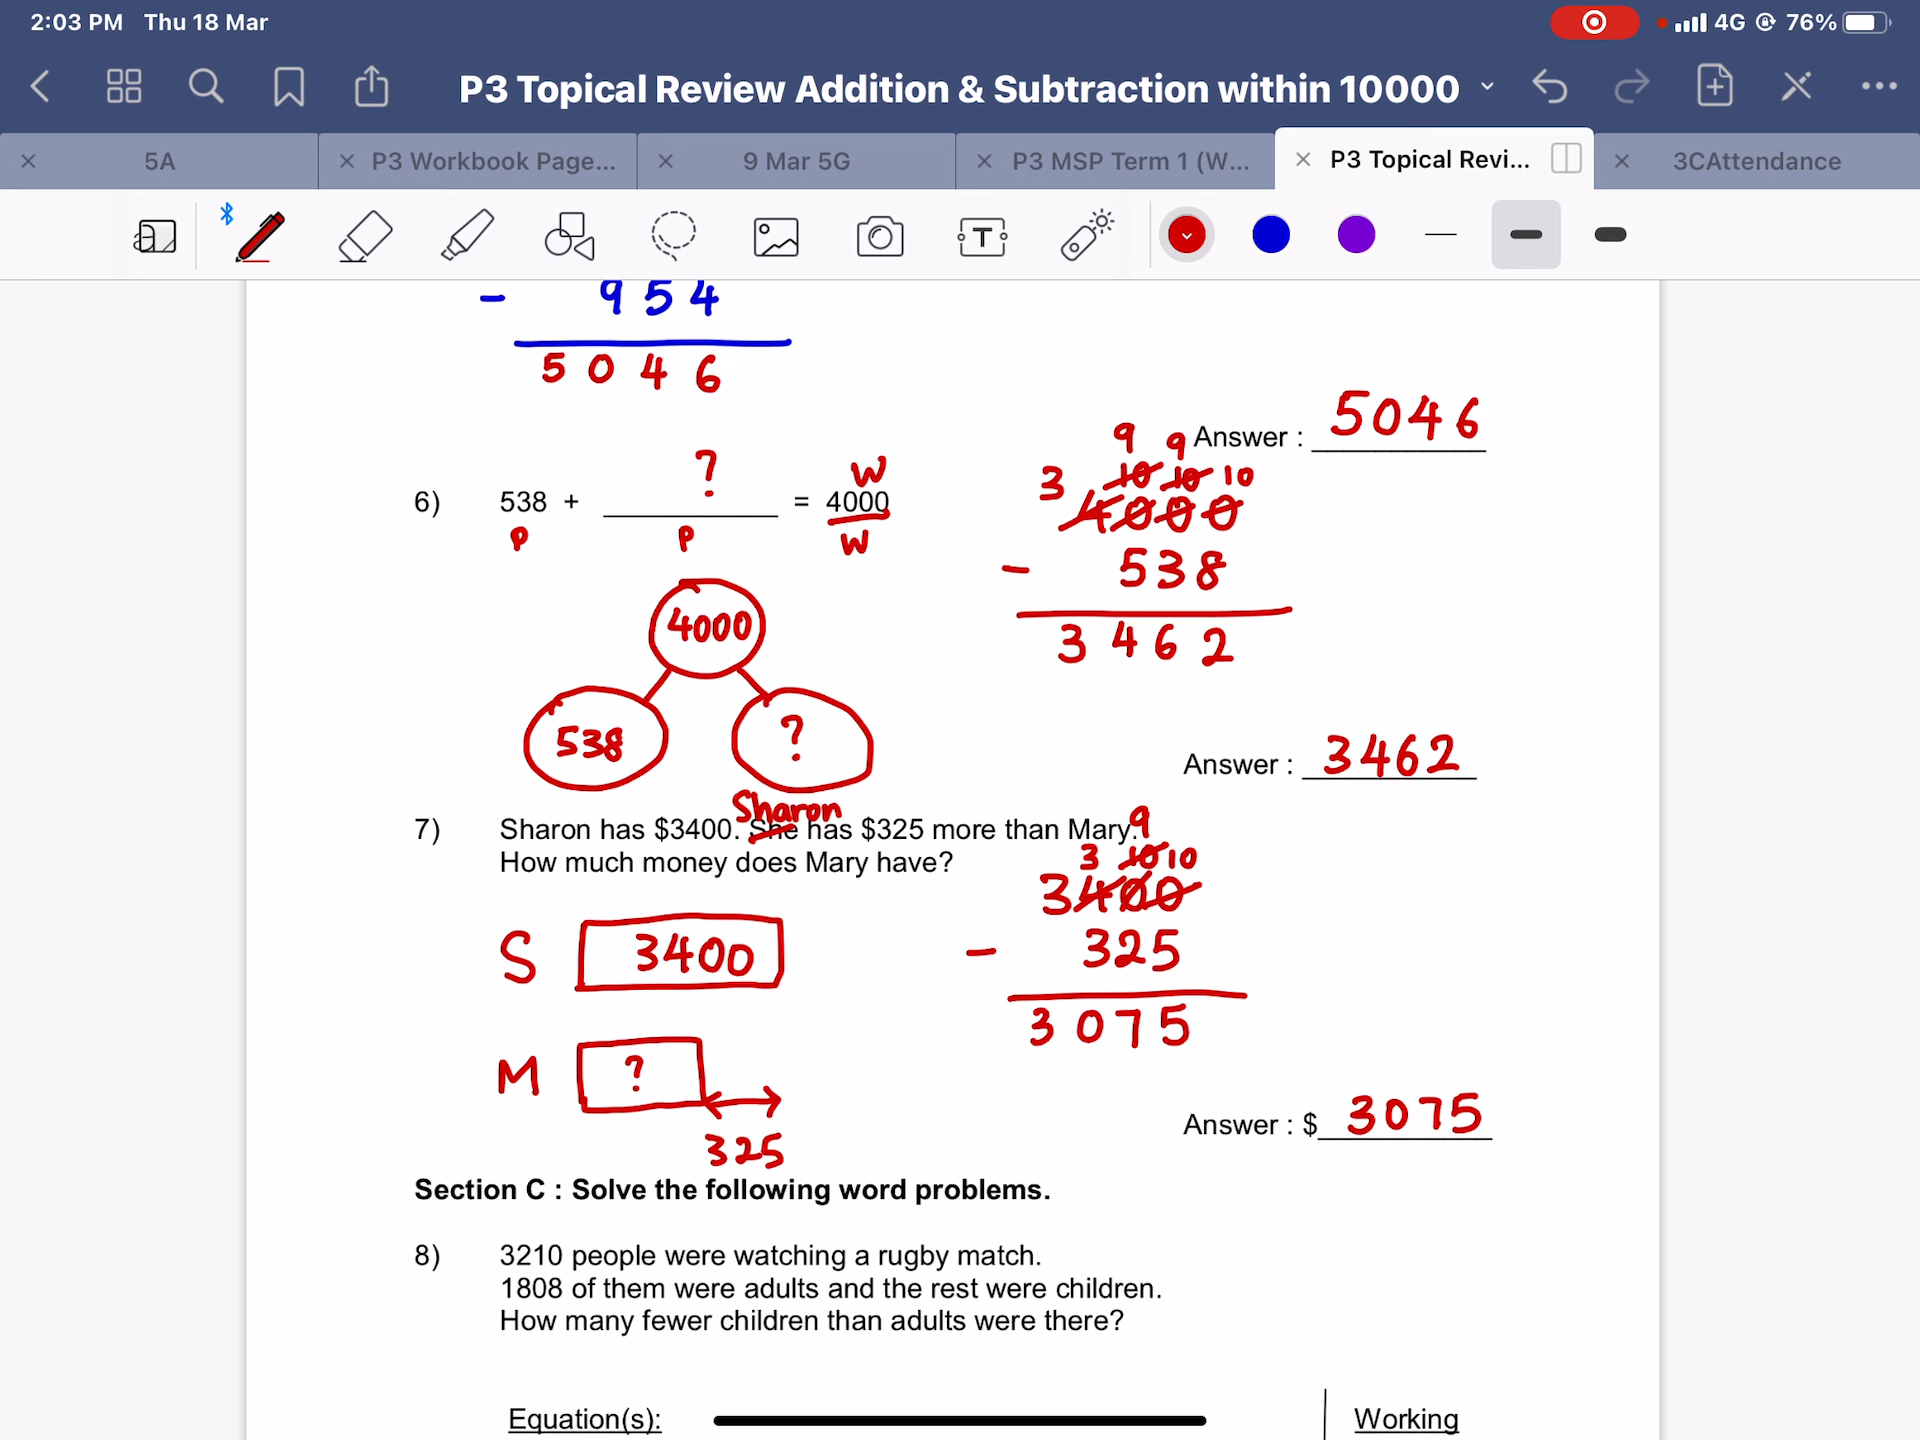 2:03 PM Thu 18 Mar
4G 76%
P3 Topical Review Addition & Subtraction within 10000
5A
P3 Workbook Page...
9 Mar 5G
P3 MSP Term 1 (W...
P3 Topical Revi...
3CAttendance
- 954
5046
Answer : 5046
?
W
6) 538 + ____ = 4000
P P W
9 9
3 10 10 10
4000
- 538
3462
4000
538 ?
Answer : 3462
Sharon
7) Sharon has $3400. She has $325 more than Mary.
How much money does Mary have?
9
3 10 10
3400
- 325
3075
S 3400
M ?
325
Answer : $ 3075
Section C : Solve the following word problems.
8) 3210 people were watching a rugby match.
1808 of them were adults and the rest were children.
How many fewer children than adults were there?
Equation(s):
Working